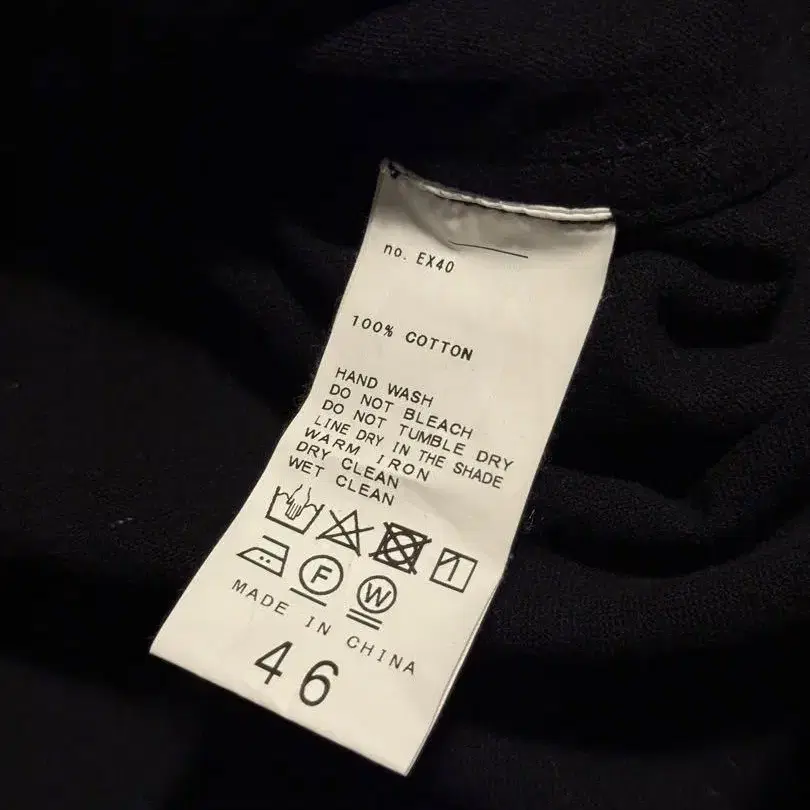 no. EX40
100% COTTON
HAND WASH
DO NOT BLEACH
DO NOT TUMBLE DRY
LINE DRY IN THE SHADE
WARM IRON
DRY CLEAN
WET CLEAN
F W
MADE IN CHINA
46